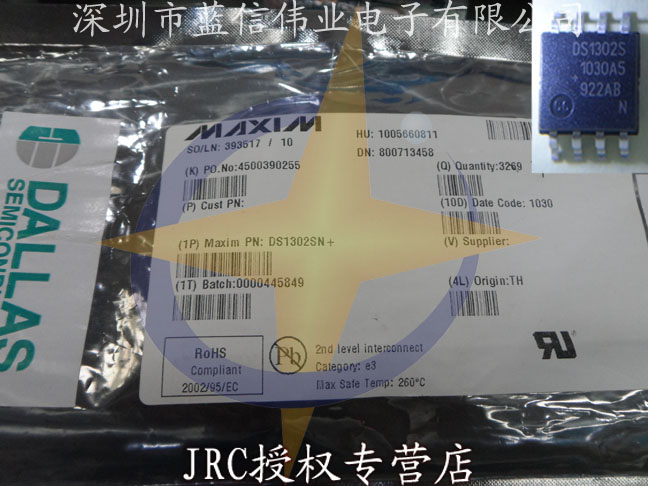 深圳市蓝信伟业电子有限公司
DS1302S
1030A5
922AB
N
MAXIM
SO/LN: 393517 / 10
HU: 1005660811
DN: 800713458
(K) PO.No:4500390255
(Q) Quantity:3269
(P) Cust PN:
(10D) Date Code: 1030
(1P) Maxim PN: DS1302SN+
(V) Supplier:
(1T) Batch:0000445849
(4L) Origin:TH
DALLAS
SEMICOND
RoHS
Compliant
2002/95/EC
Pb
2nd level interconnect
Category: e3
Max Safe Temp: 260°C
JRC授权专营店